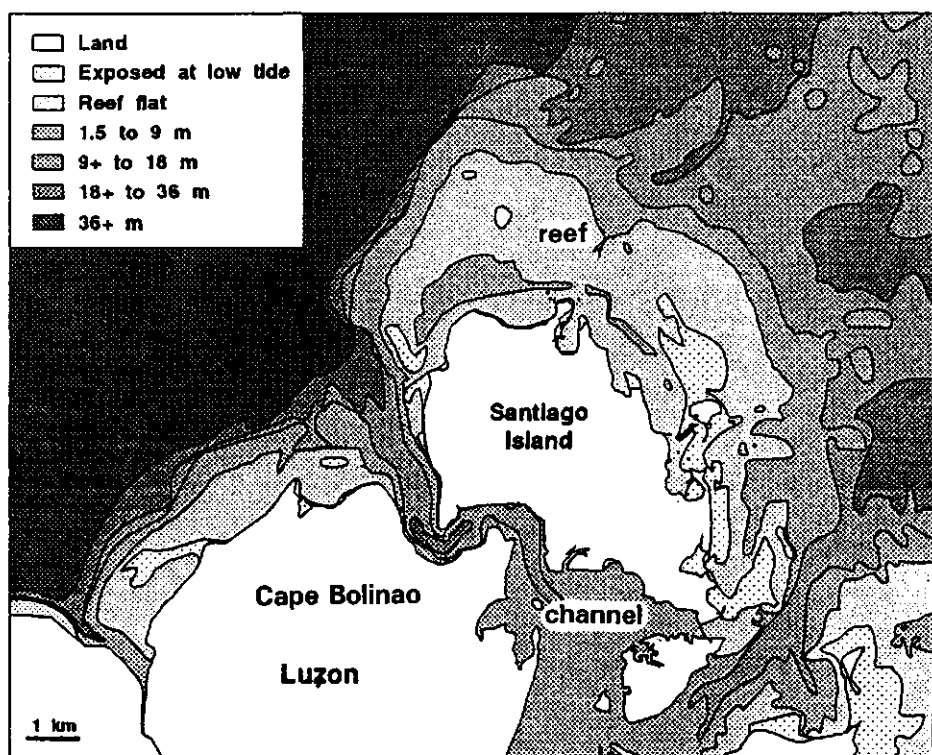 Land
Exposed at low tide
Reef flat
1.5 to 9 m
9+ to 18 m
18+ to 36 m
36+ m
reef
Santiago
Island
Cape Bolinao
channel
Luzon
1 km